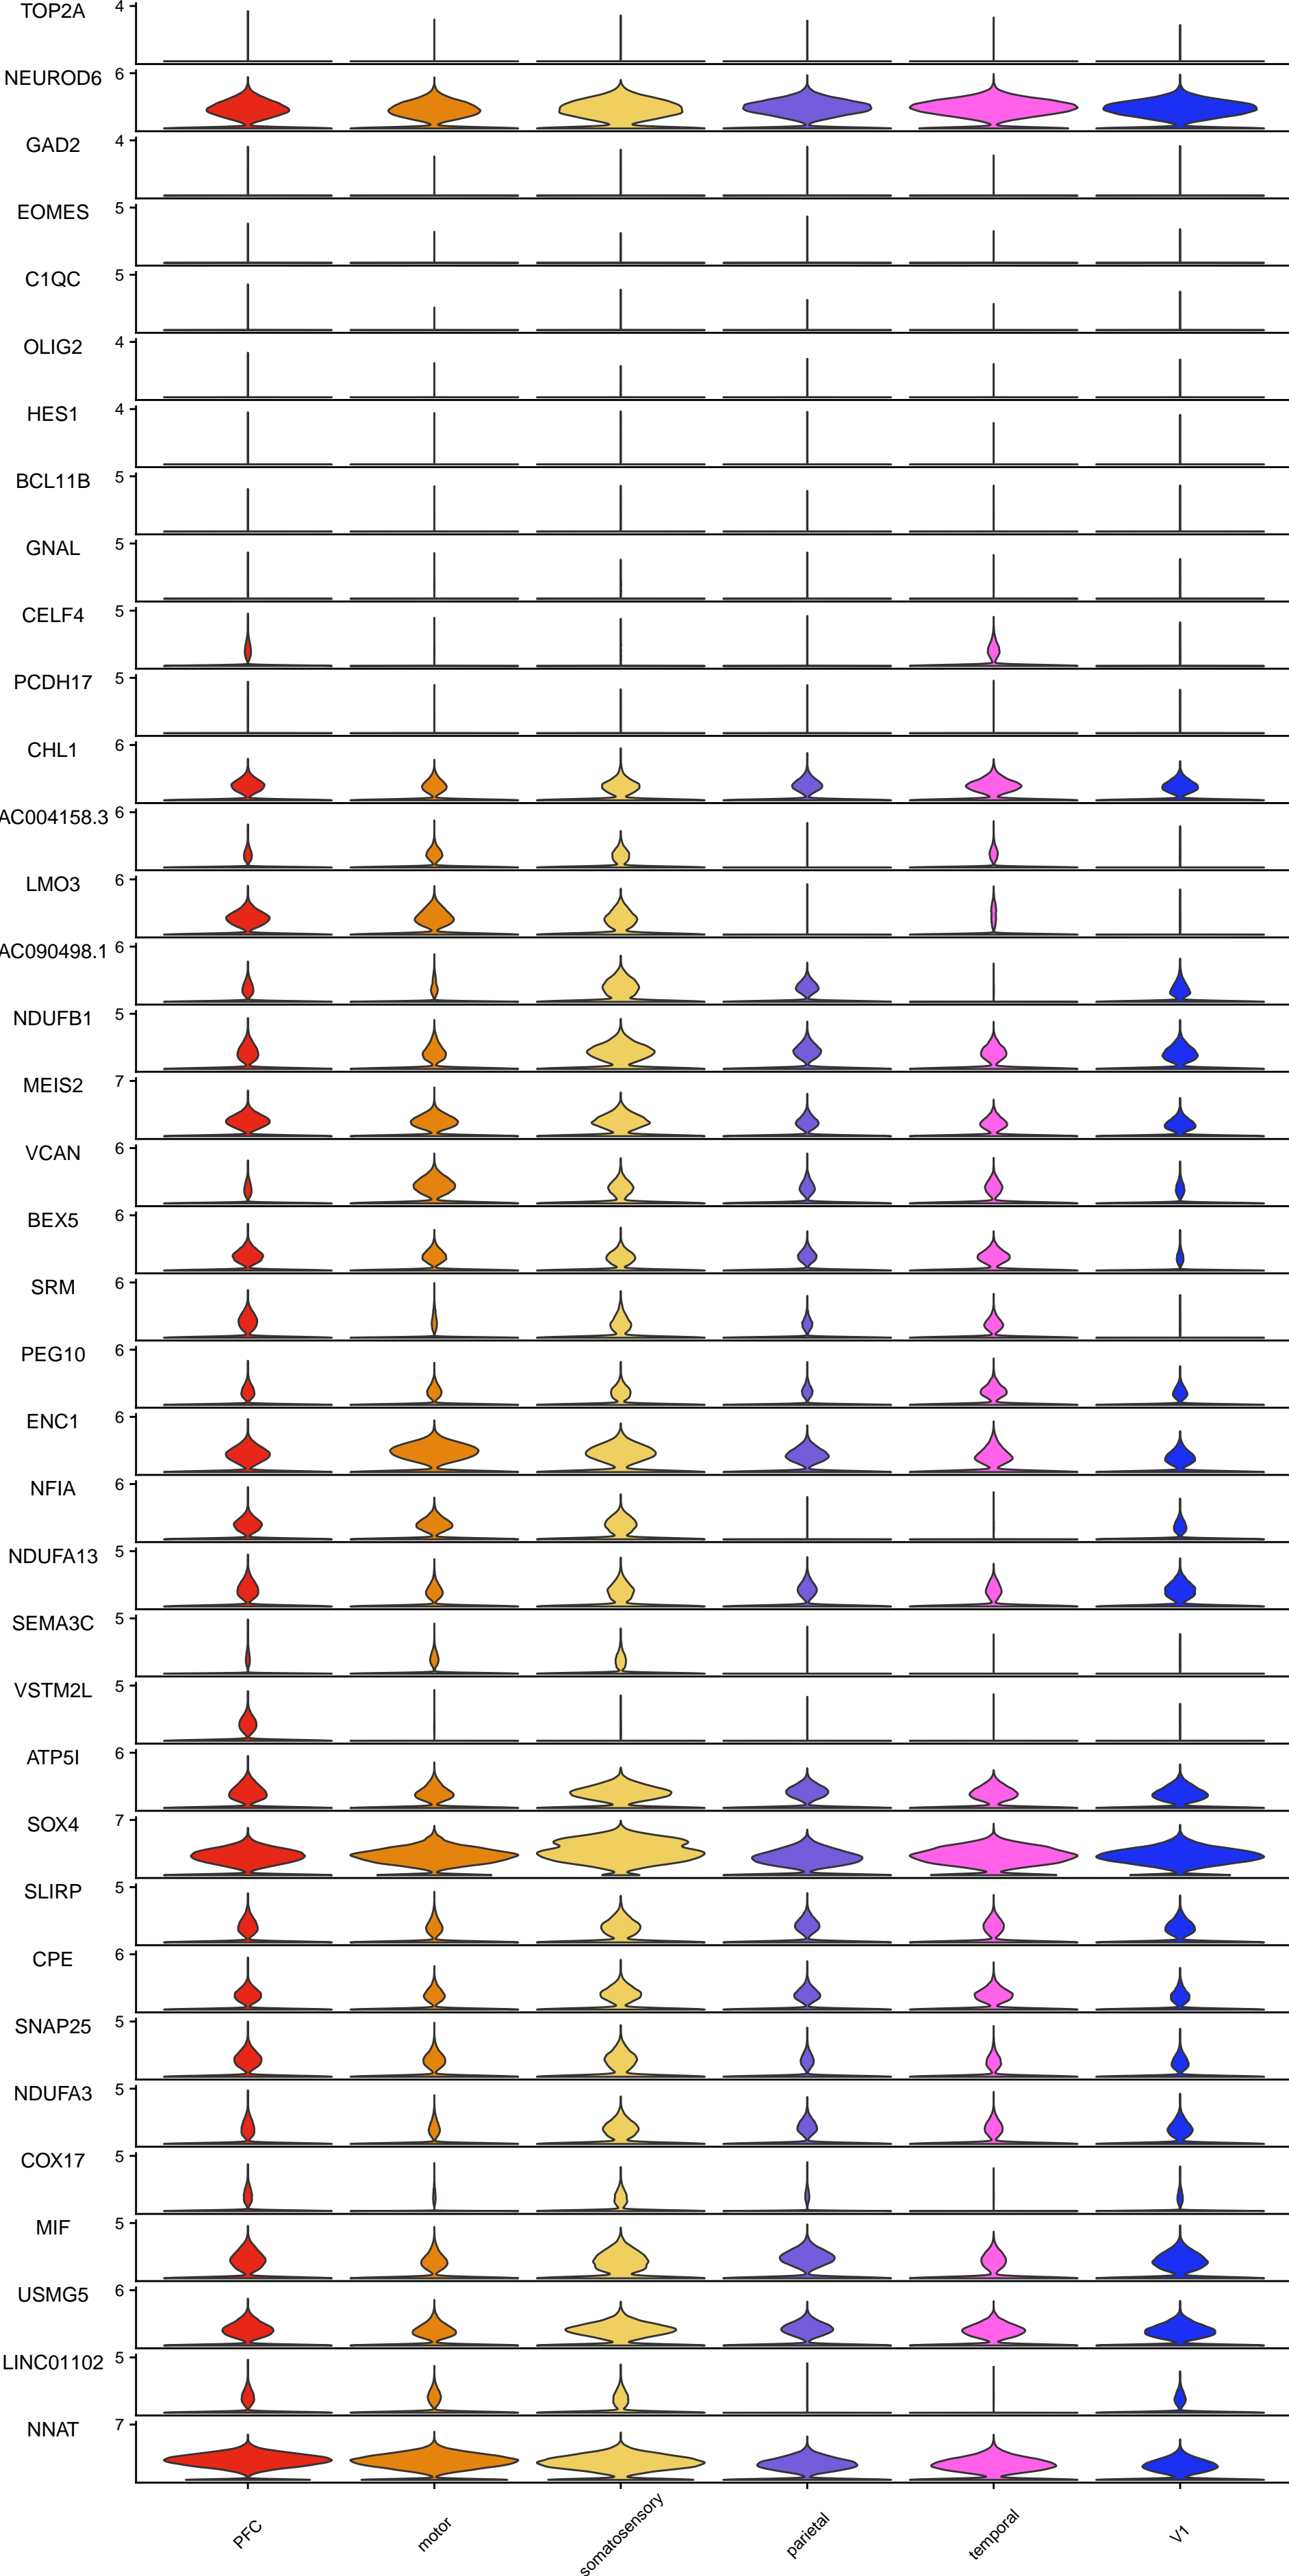 TOP2A 4
NEUROD6 6
GAD2 4
EOMES 5
C1QC 5
OLIG2 4
HES1 4
BCL11B 5
GNAL 5
CELF4 5
PCDH17 5
CHL1 6
AC004158.3 6
LMO3 6
AC090498.1 6
NDUFB1 5
MEIS2 7
VCAN 6
BEX5 6
SRM 6
PEG10 6
ENC1 6
NFIA 6
NDUFA13 5
SEMA3C 5
VSTM2L 5
ATP5I 6
SOX4 7
SLIRP 5
CPE 6
SNAP25 5
NDUFA3 5
COX17 5
MIF 5
USMG5 6
LINC01102 5
NNAT 7
PFC motor somatosensory parietal temporal V1